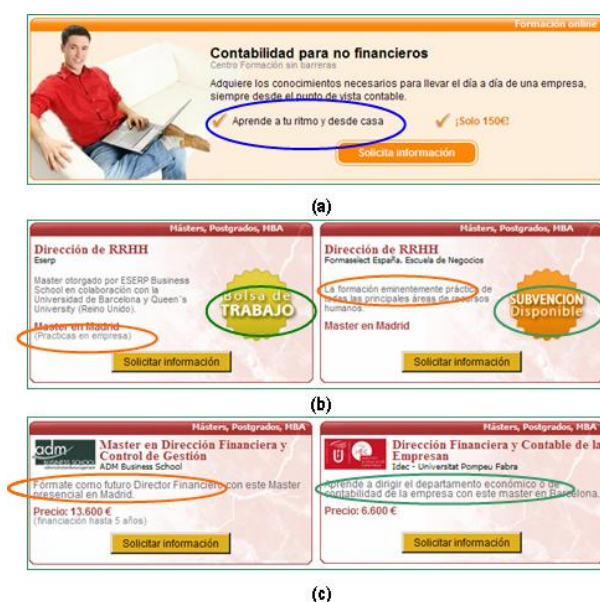 Formación online
Contabilidad para no financieros
Centro Formación sin barreras
Adquiere los conocimientos necesarios para llevar el día a día de una empresa,
siempre desde el punto de vista contable.
Aprende a tu ritmo y desde casa
¡Solo 150€!
Solicita información
(a)
Másters, Postgrados, MBA
Dirección de RRHH
Eserp
Master otorgado por ESERP Business
School en colaboración con la
Universidad de Barcelona y Queen`s
University (Reino Unido).
Master en Madrid
(Practicas en empresa)
Bolsa de
TRABAJO
Solicitar información
Másters, Postgrados, MBA
Dirección de RRHH
Formaselect España. Escuela de Negocios
La formación eminentemente práctica de
todas las principales áreas de recursos
humanos.
Master en Madrid
SUBVENCION
Disponible
Solicitar información
(b)
Másters, Postgrados, MBA
adm
BUSINESS SCHOOL
Master en Dirección Financiera y
Control de Gestión
ADM Business School
Fórmate como futuro Director Financiero con este Master
presencial en Madrid.
Precio: 13.600 €
(financiación hasta 5 años)
Solicitar información
Másters, Postgrados, MBA
Dirección Financiera y Contable de la
Empresan
Idec - Universitat Pompeu Fabra
Aprende a dirigir el departamento económico o de
contabilidad de la empresa con este master en Barcelona.
Precio: 6.600 €
Solicitar información
(c)